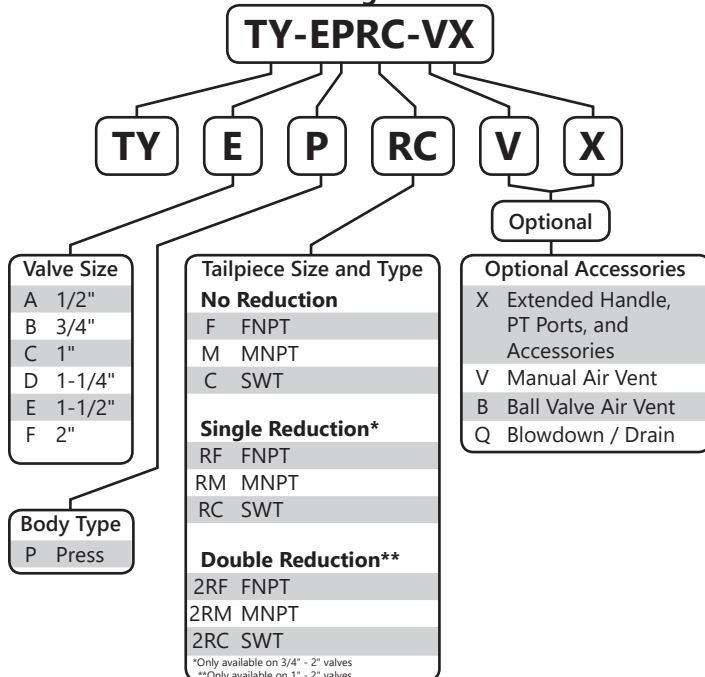 TY-EPRC-VX
TY E P RC V X
Optional
Valve Size
A 1/2"
B 3/4"
C 1"
D 1-1/4"
E 1-1/2"
F 2"
Body Type
P Press
Tailpiece Size and Type
No Reduction
F FNPT
M MNPT
C SWT
Single Reduction*
RF FNPT
RM MNPT
RC SWT
Double Reduction**
2RF FNPT
2RM MNPT
2RC SWT
*Only available on 3/4" - 2" valves
**Only available on 1" - 2" valves
Optional Accessories
X Extended Handle,
PT Ports, and
Accessories
V Manual Air Vent
B Ball Valve Air Vent
Q Blowdown / Drain